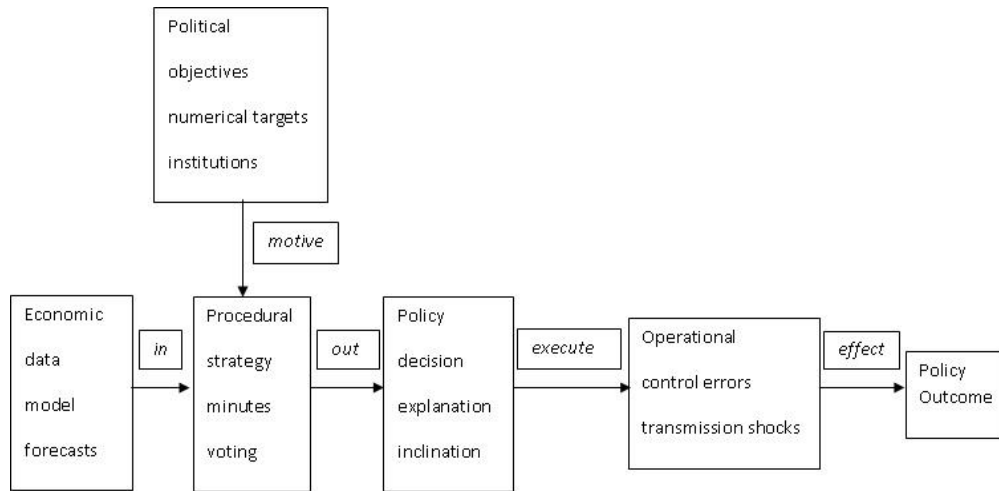 Political
objectives
numerical targets
institutions
motive
Economic
data
model
forecasts
in
Procedural
strategy
minutes
voting
out
Policy
decision
explanation
inclination
execute
Operational
control errors
transmission shocks
effect
Policy
Outcome